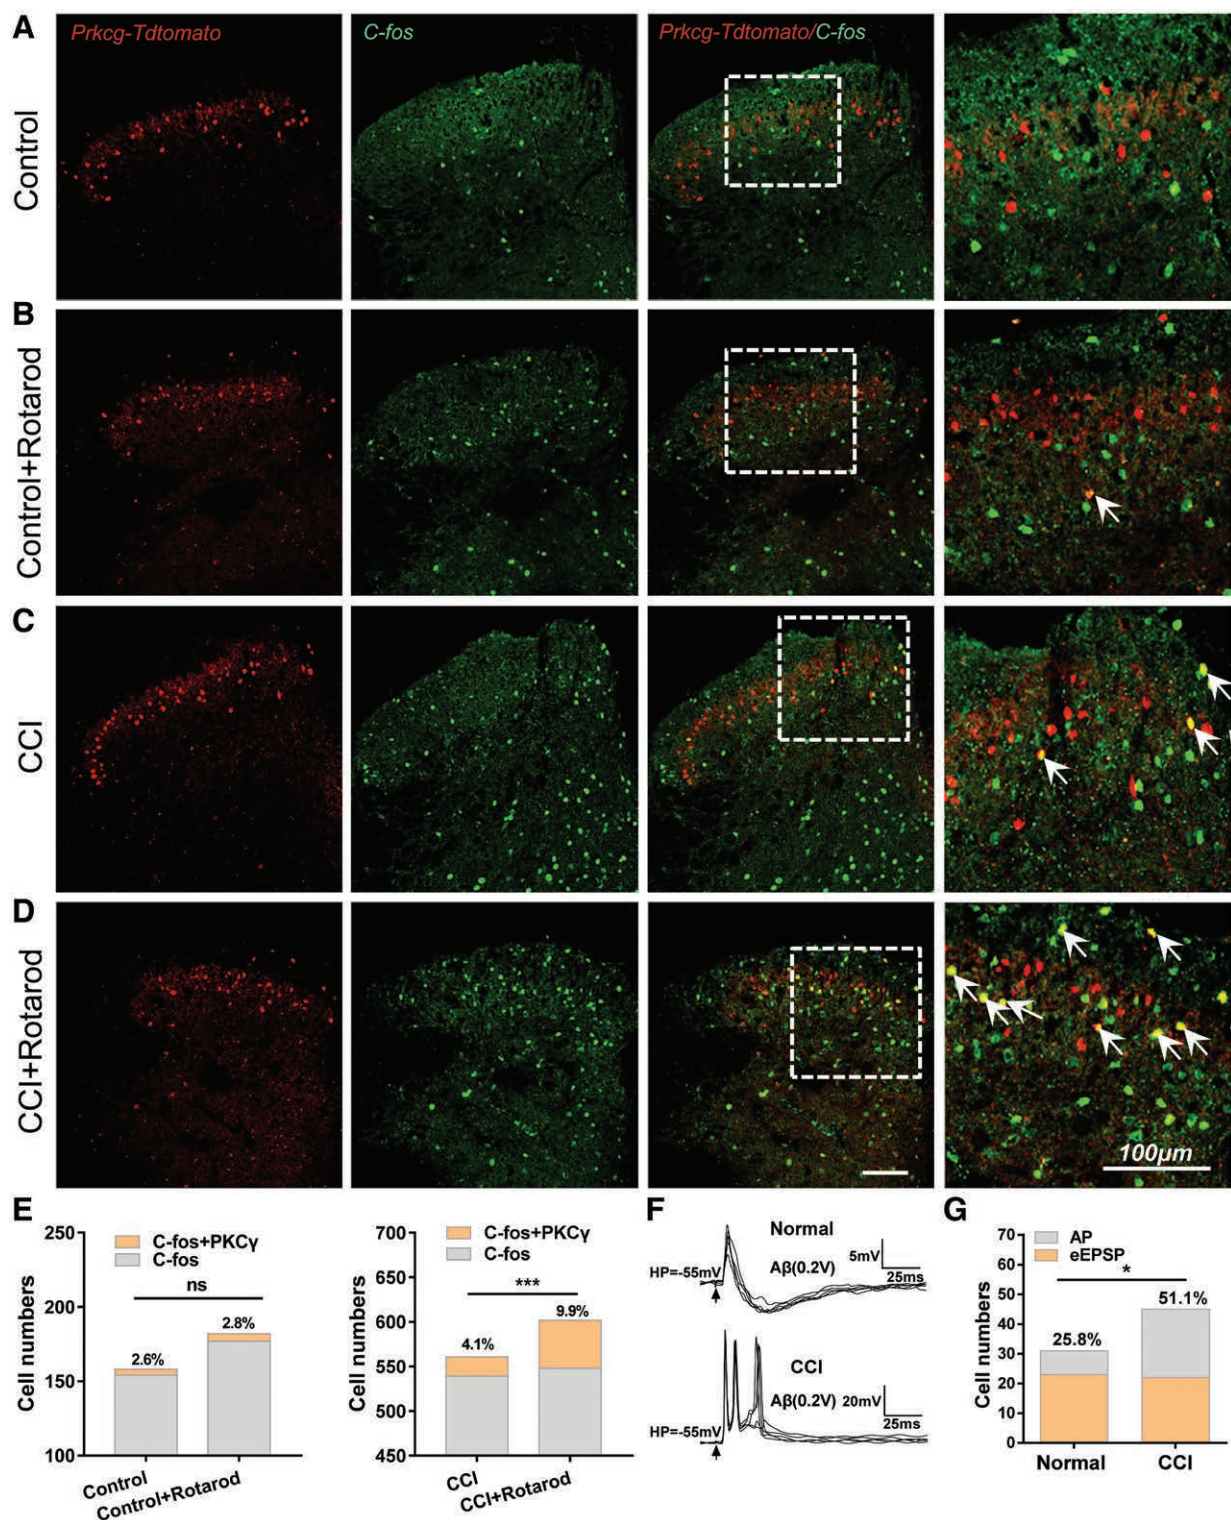 A
Prkcg-Tdtomato
C-fos
Prkcg-Tdtomato/C-fos
Control
B
Control+Rotarod
C
CCI
D
CCI+Rotarod
100μm
E
250
200
150
100
Cell numbers
C-fos+PKCγ
C-fos
ns
2.6%
2.8%
Control
Control+Rotarod
700
650
600
550
500
450
Cell numbers
C-fos+PKCγ
C-fos
***
4.1%
9.9%
CCI
CCI+Rotarod
F
Normal
HP=-55mV
Aβ(0.2V)
5mV
25ms
CCI
Aβ(0.2V)
20mV
25ms
HP=-55mV
G
70
60
50
40
30
20
10
0
Cell numbers
AP
eEPSP
*
25.8%
51.1%
Normal
CCI